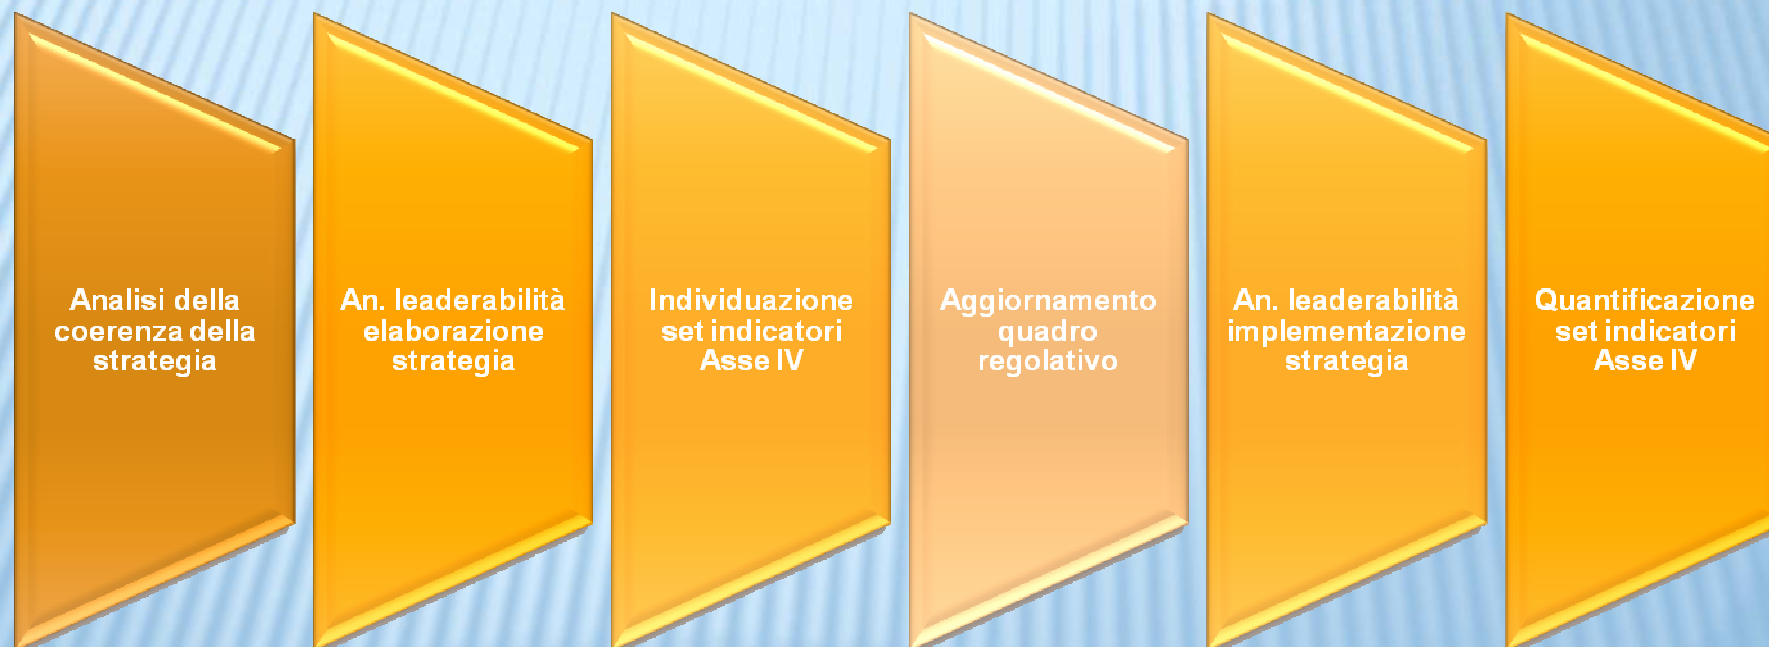 Analisi della
coerenza della
strategia
An. leaderabilità
elaborazione
strategia
Individuazione
set indicatori
Asse IV
Aggiornamento
quadro
regolativo
An. leaderabilità
implementazione
strategia
Quantificazione
set indicatori
Asse IV